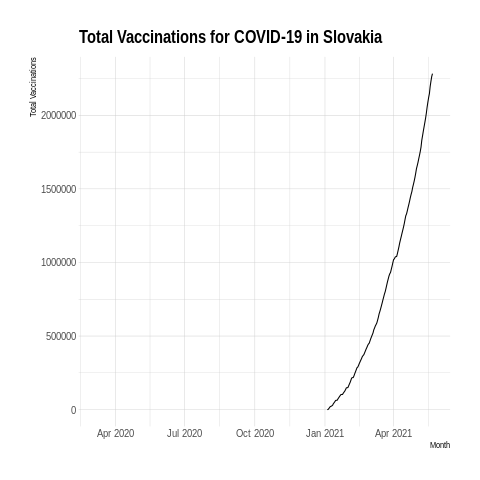 Total Vaccinations for COVID-19 in Slovakia
Total Vaccinations
2000000
1500000
1000000
500000
0
Apr 2020 Jul 2020 Oct 2020 Jan 2021 Apr 2021
Month